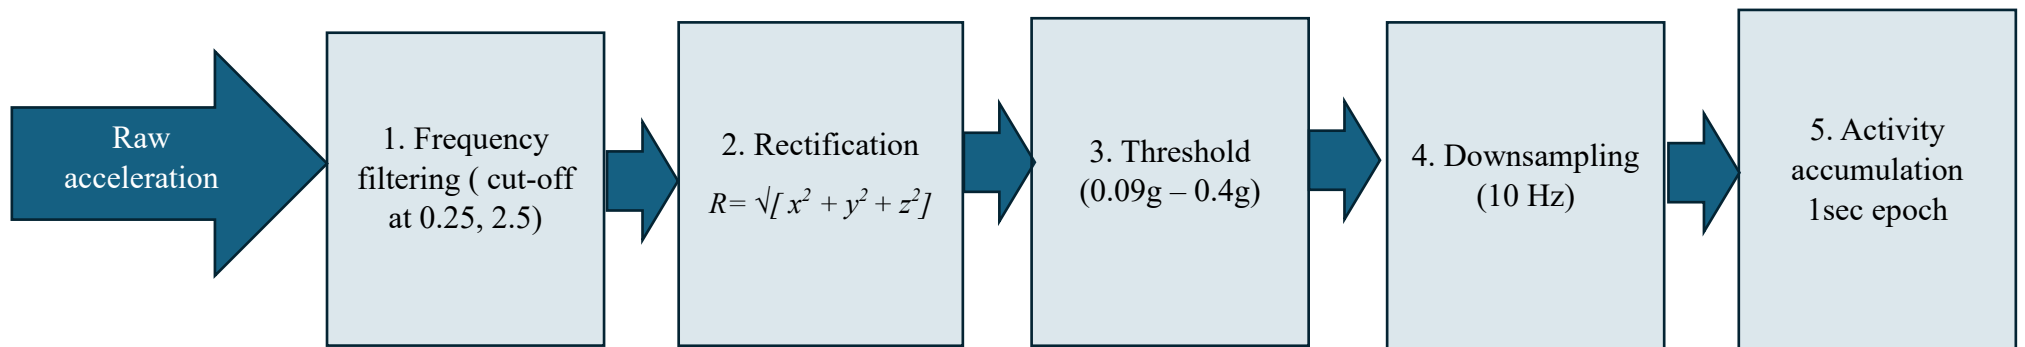 Raw
acceleration
1. Frequency
filtering ( cut-off
at 0.25, 2.5)
2. Rectification
R= √[ x² + y² + z²]
3. Threshold
(0.09g – 0.4g)
4. Downsampling
(10 Hz)
5. Activity
accumulation
1sec epoch